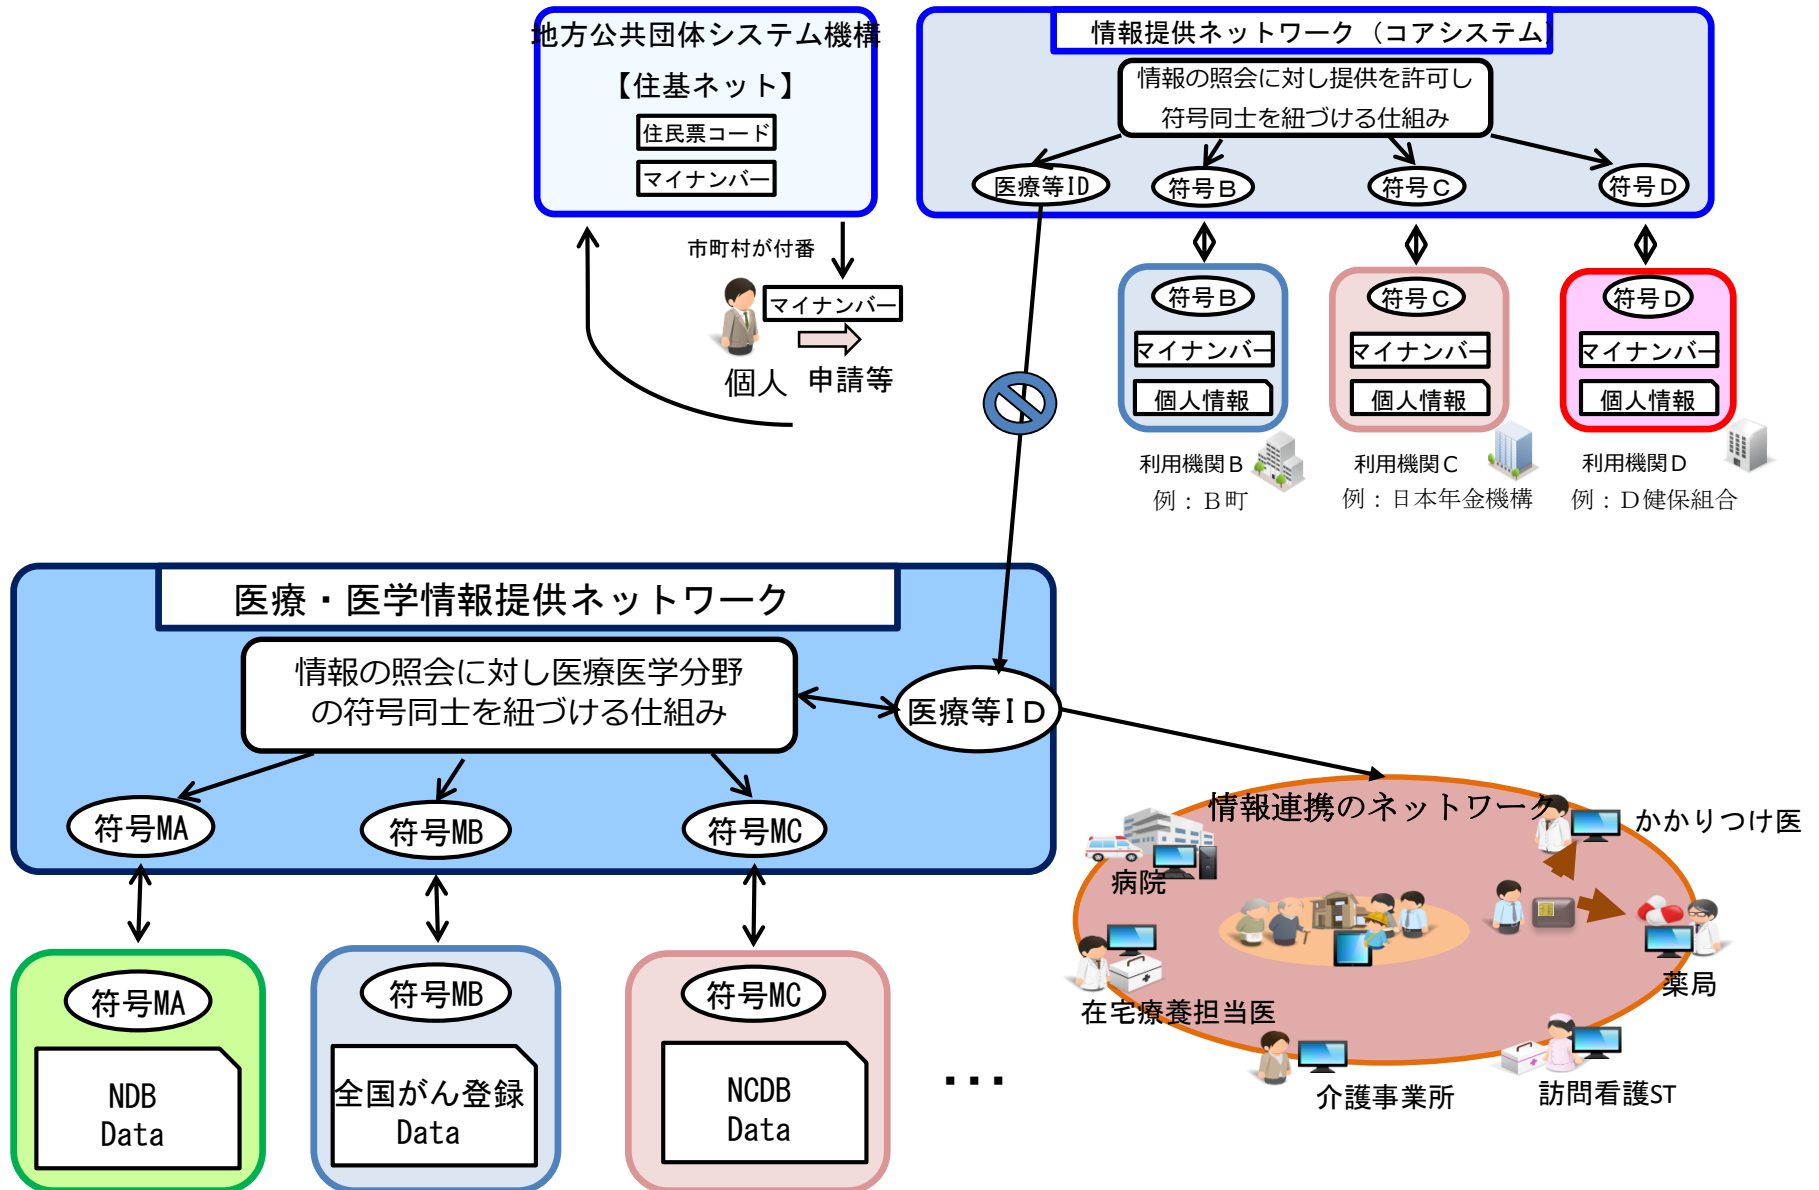 地方公共団体システム機構
【住基ネット】
住民票コード
マイナンバー
情報提供ネットワーク（コアシステム）
情報の照会に対し提供を許可し
符号同士を紐づける仕組み
医療等ID
符号B
符号C
符号D
市町村が付番
マイナンバー
個人
申請等
符号B
マイナンバー
個人情報
利用機関B
例：B町
符号C
マイナンバー
個人情報
利用機関C
例：日本年金機構
符号D
マイナンバー
個人情報
利用機関D
例：D健保組合
医療・医学情報提供ネットワーク
情報の照会に対し医療医学分野
の符号同士を紐づける仕組み
医療等ID
符号MA
符号MB
符号MC
符号MA
NDB
Data
符号MB
全国がん登録
Data
符号MC
NCDB
Data
・・・
情報連携のネットワーク
かかりつけ医
病院
薬局
在宅療養担当医
介護事業所
訪問看護ST